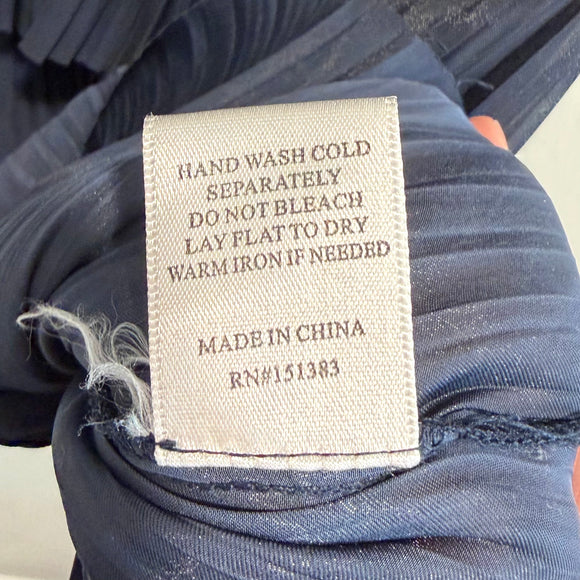 HAND WASH COLD
SEPARATELY
DO NOT BLEACH
LAY FLAT TO DRY
WARM IRON IF NEEDED
MADE IN CHINA
RN#151383